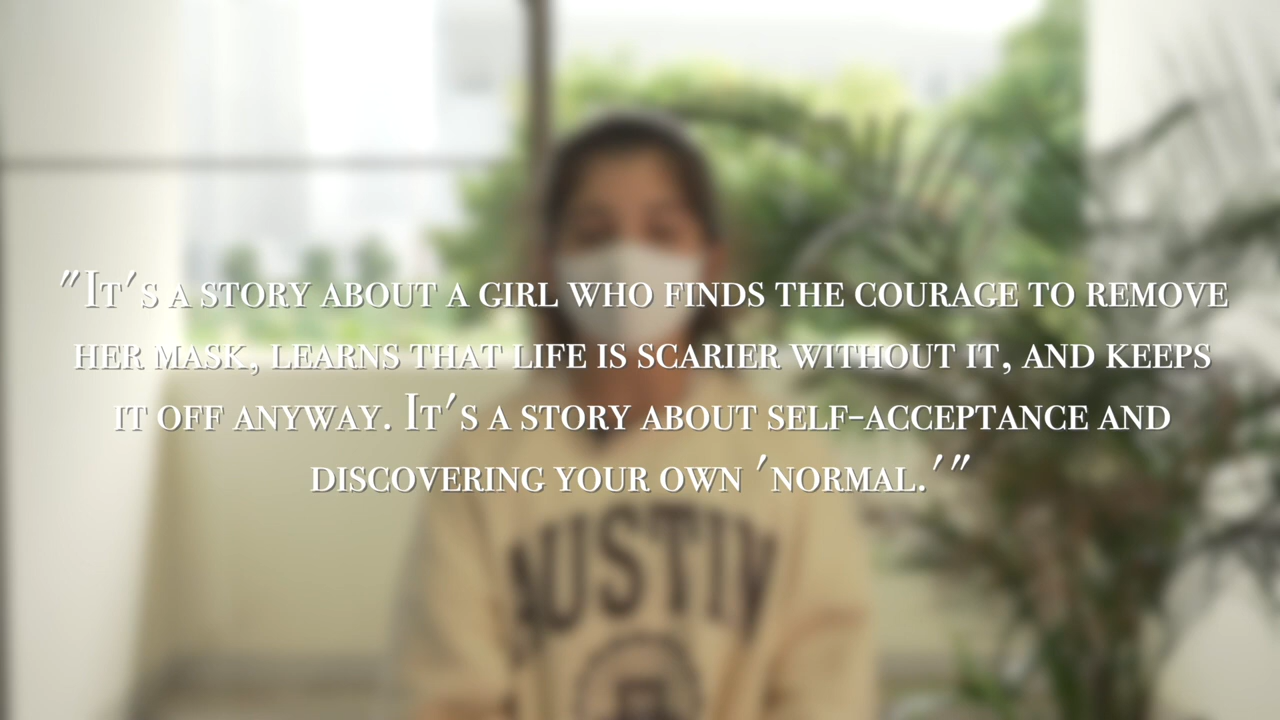 "It's a story about a girl who finds the courage to remove
her mask, learns that life is scarier without it, and keeps
it off anyway. It's a story about self-acceptance and
discovering your own 'normal.'"
AUSTIN